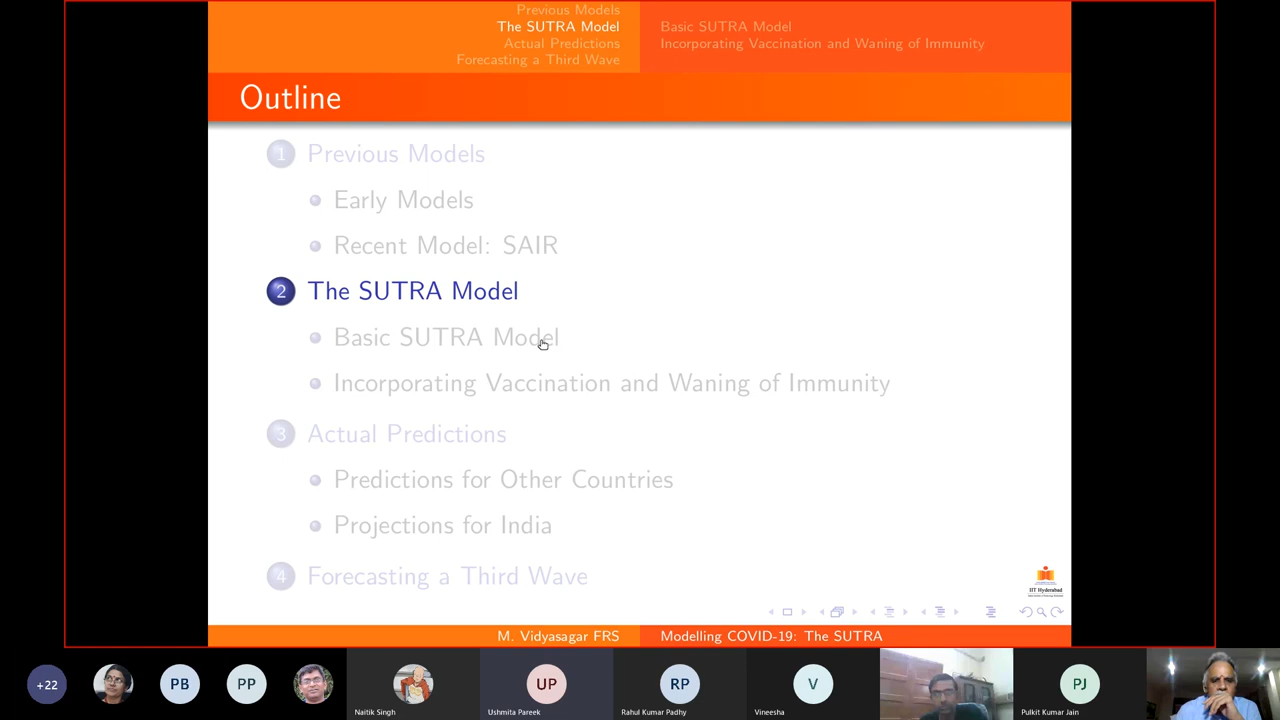 Previous Models
The SUTRA Model
Actual Predictions
Forecasting a Third Wave
Basic SUTRA Model
Incorporating Vaccination and Waning of Immunity
Outline
1 Previous Models
Early Models
Recent Model: SAIR
2 The SUTRA Model
Basic SUTRA Model
Incorporating Vaccination and Waning of Immunity
3 Actual Predictions
Predictions for Other Countries
Projections for India
4 Forecasting a Third Wave
IIT Hyderabad
M. Vidyasagar FRS
Modelling COVID-19: The SUTRA
+22
PB
PP
Naitik Singh
UP
Ushmita Pareek
RP
Rahul Kumar Padhy
V
Vineesha
PJ
Pulkit Kumar Jain